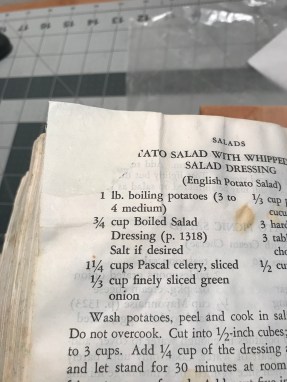 SALADS
TATO SALAD WITH WHIPPE
SALAD DRESSING
(English Potato Salad)
1 lb. boiling potatoes (3 to
4 medium)
¾ cup Boiled Salad
Dressing (p. 1318)
Salt if desired
1¼ cups Pascal celery, sliced
⅓ cup finely sliced green
onion
⅓ cup
cucu
3 hard
3 tab
cho
½ cu
Wash potatoes, peel and cook in sal
Do not overcook. Cut into ½-inch cubes;
to 3 cups. Add ¼ cup of the dressing a
and let stand for 30 minutes at room